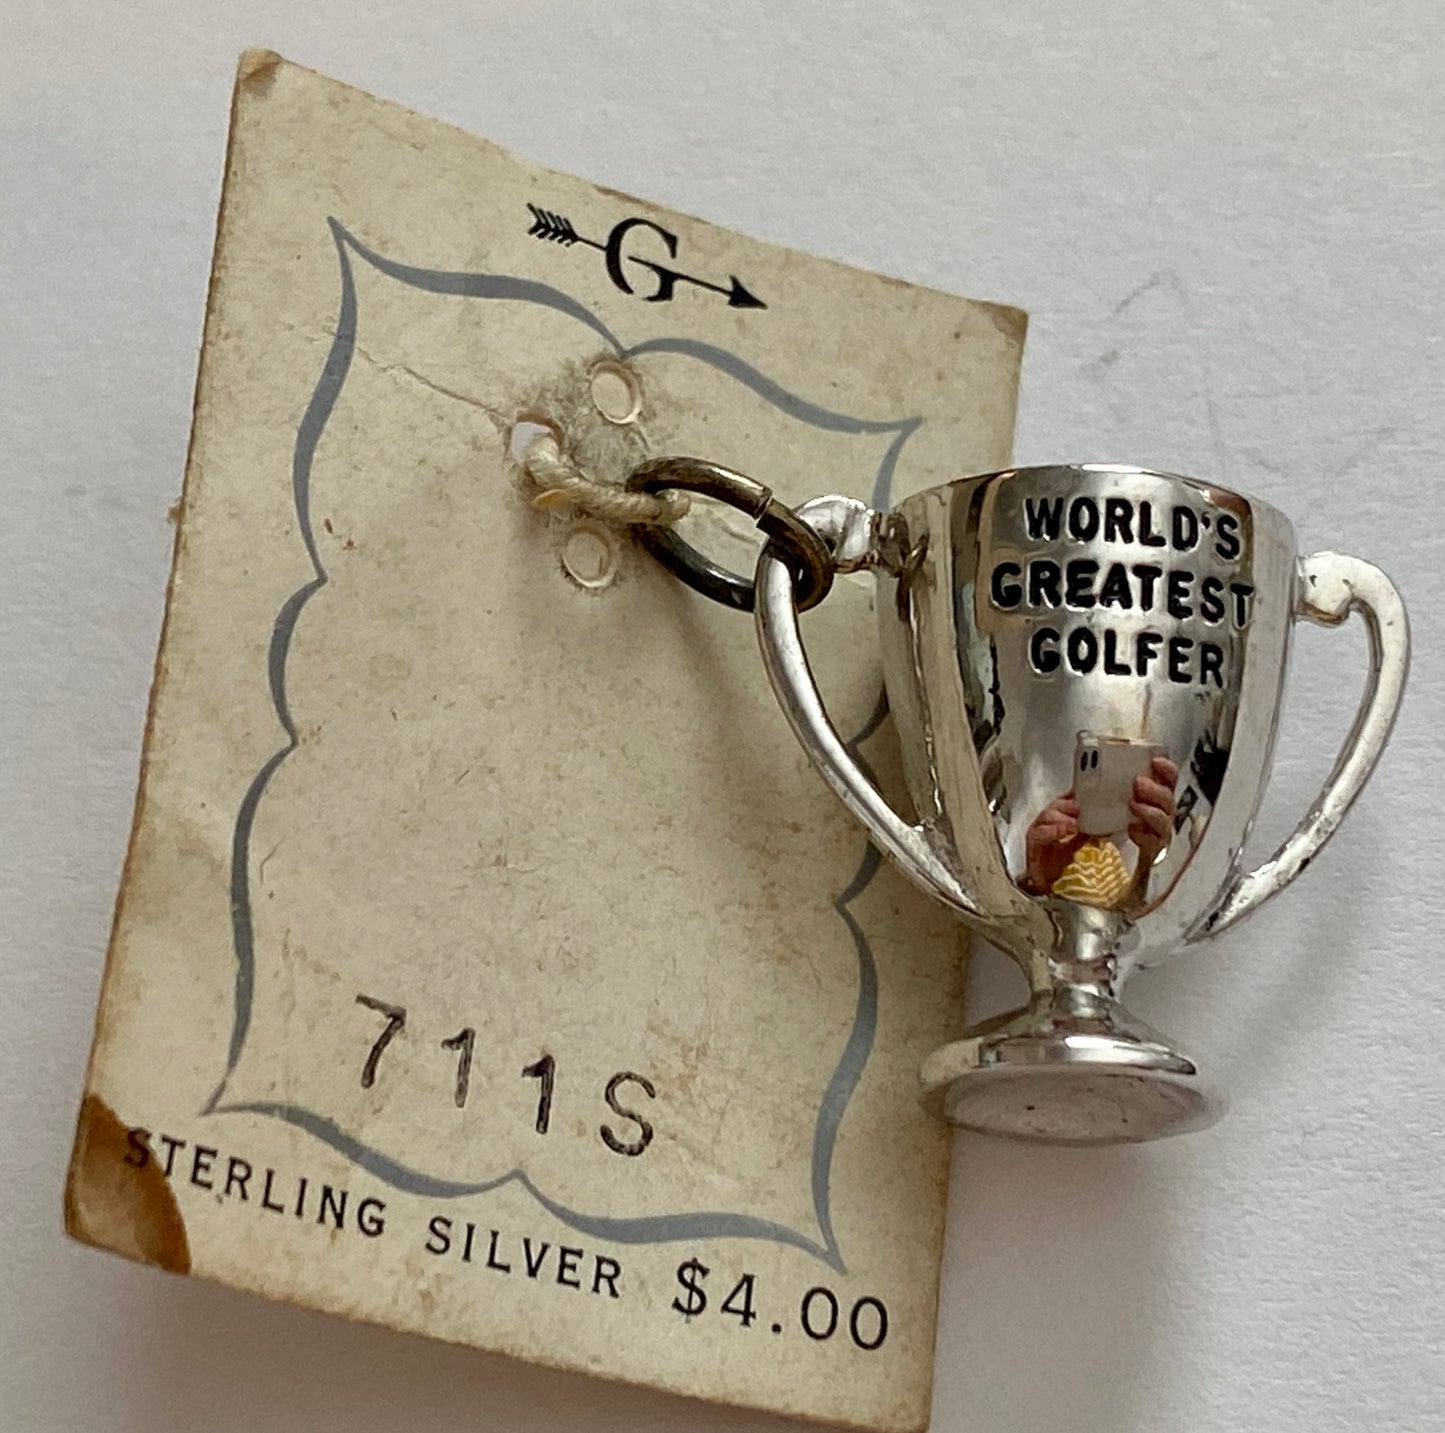 G
WORLD'S
GREATEST
GOLFER
711S
STERLING SILVER $4.00